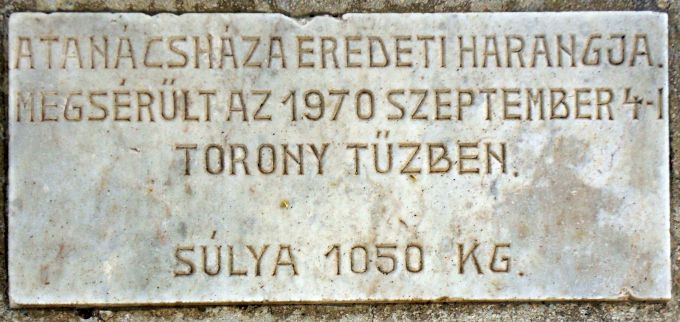 A TANÁCSHÁZA EREDETI HARANGJA.
MEGSÉRÜLT AZ 1970 SZEPTEMBER 4-I
TORONY TŰZBEN.
SÚLYA 1050 KG.